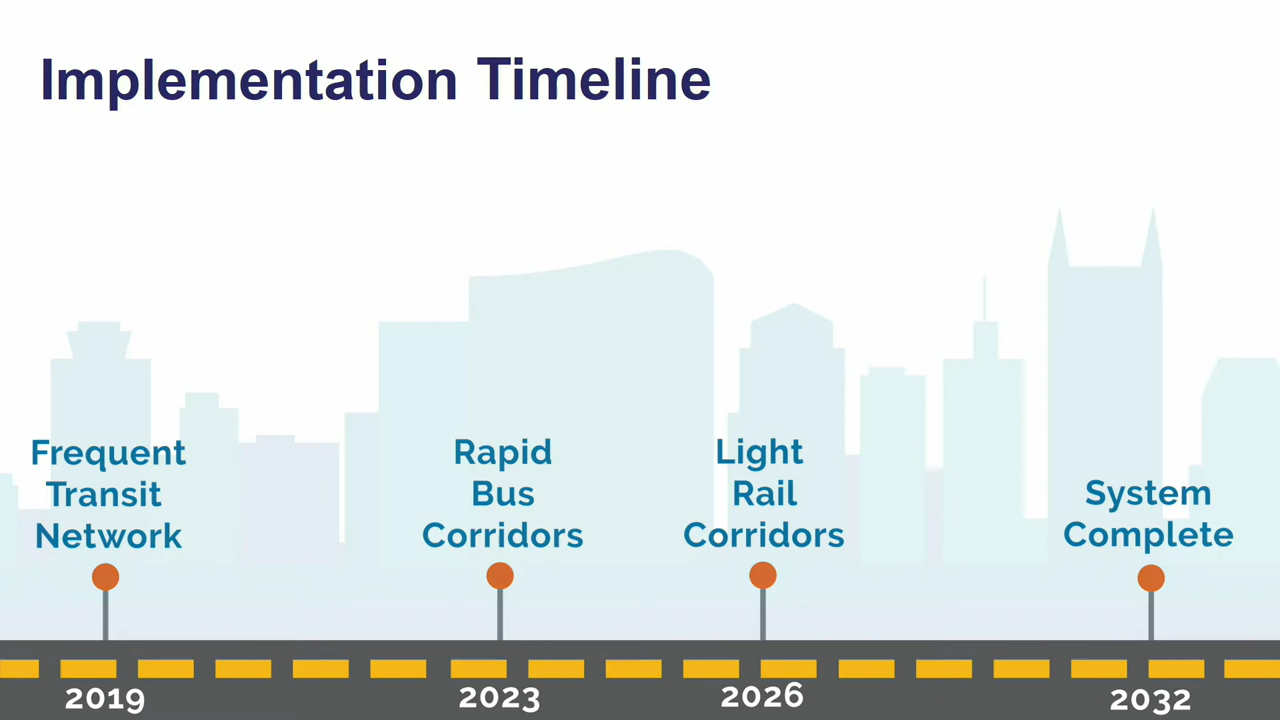 Implementation Timeline
Frequent
Transit
Network
Rapid
Bus
Corridors
Light
Rail
Corridors
System
Complete
2019
2023
2026
2032